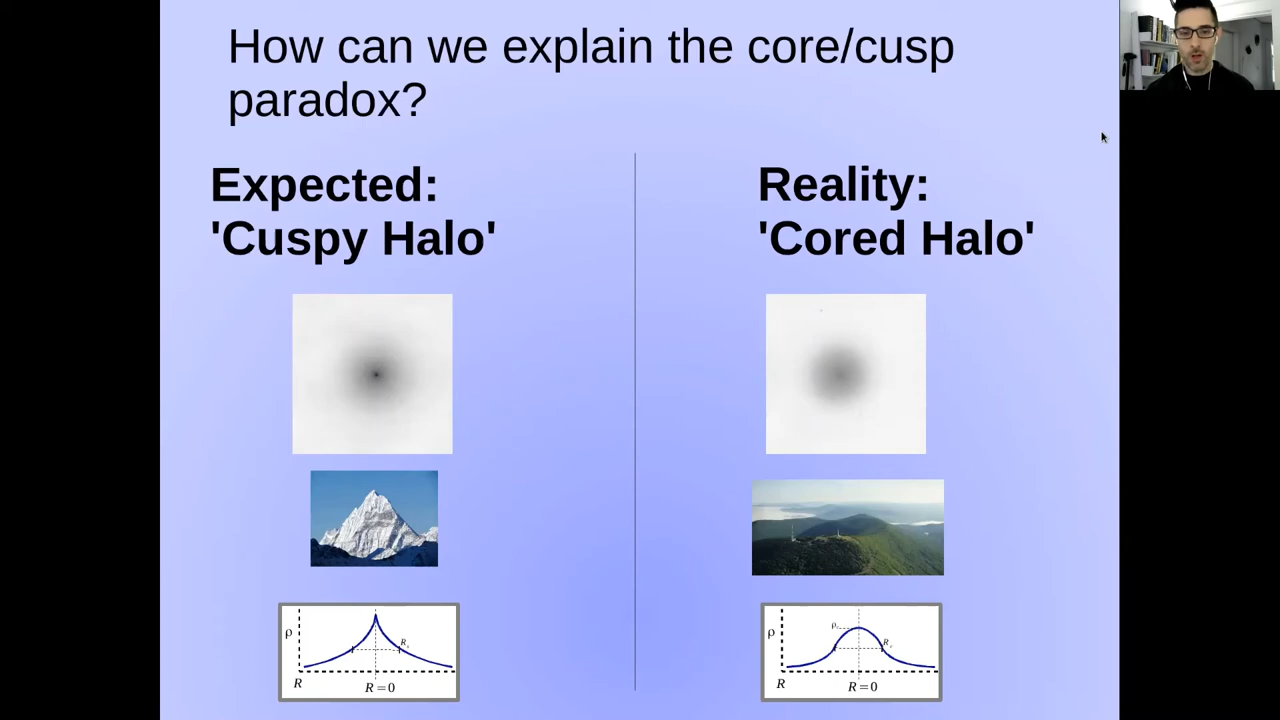 How can we explain the core/cusp
paradox?
Expected:
'Cuspy Halo'
Reality:
'Cored Halo'
ρ
R
R = 0
ρ
R
R = 0